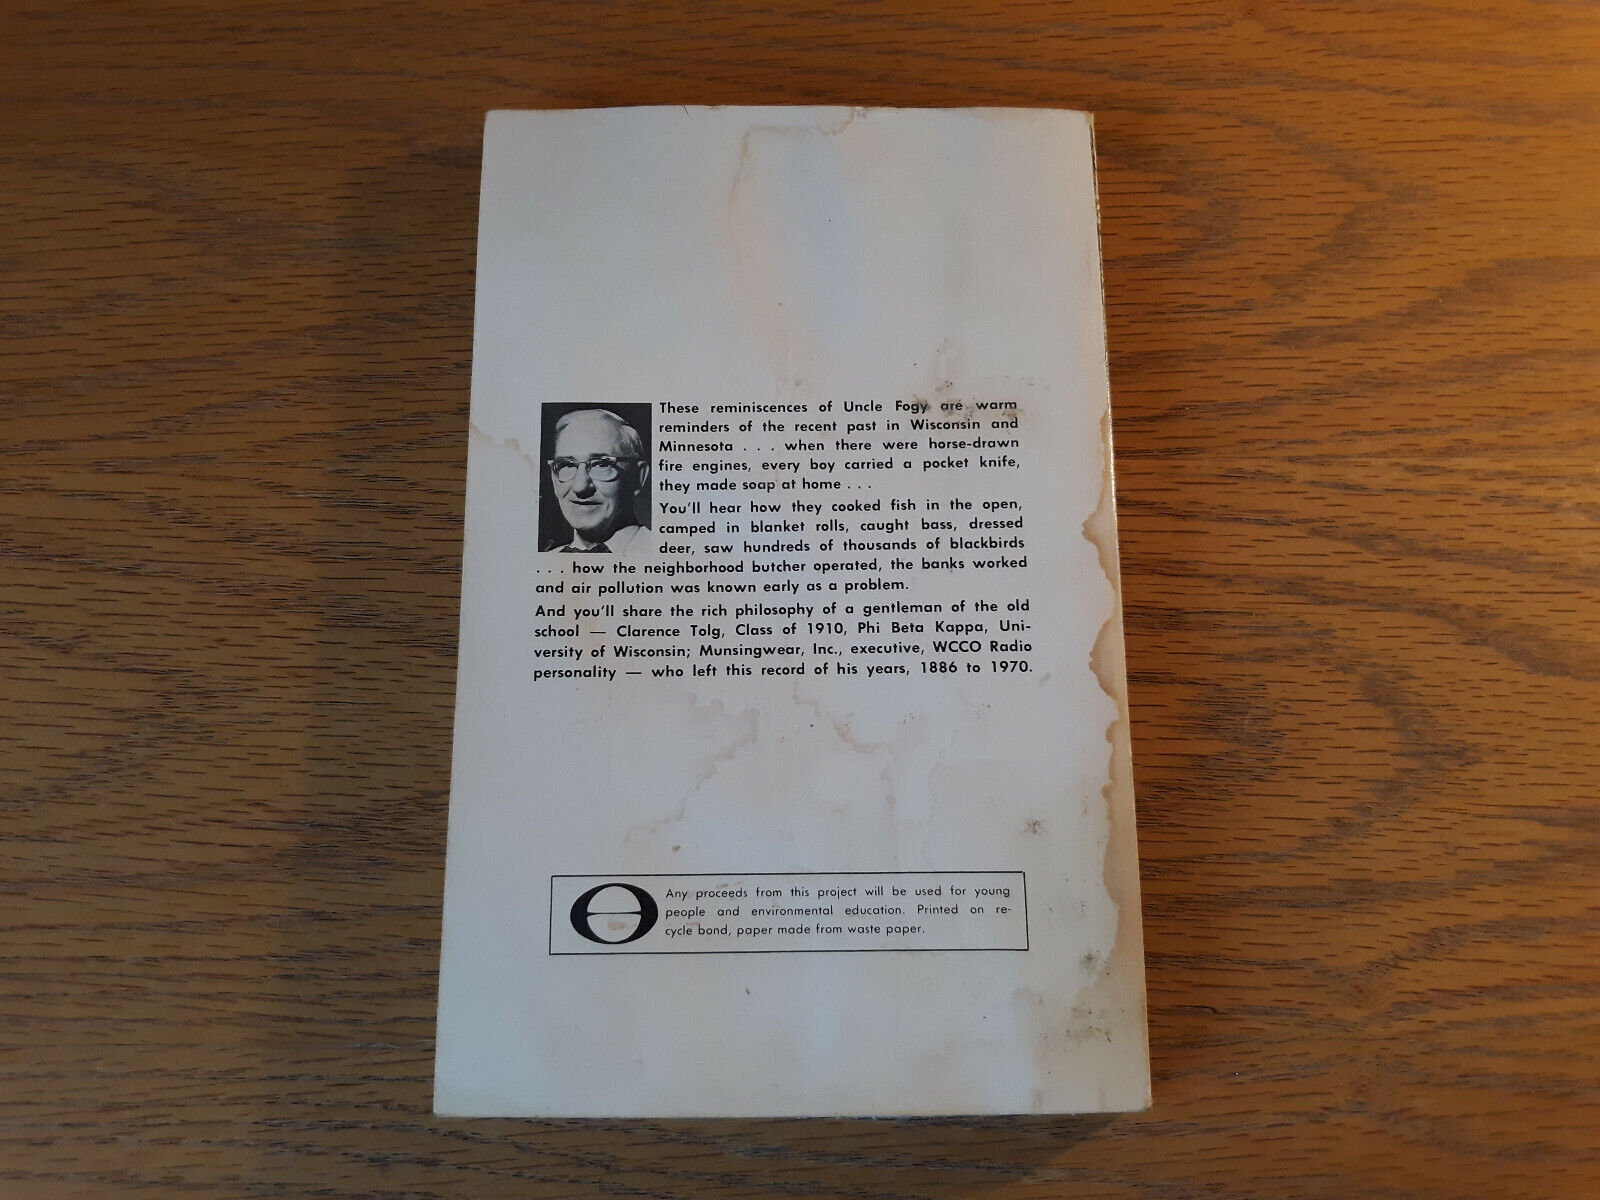 These reminiscences of Uncle Fogy are warm
reminders of the recent past in Wisconsin and
Minnesota . . . when there were horse-drawn
fire engines, every boy carried a pocket knife,
they made soap at home . . .
You'll hear how they cooked fish in the open,
camped in blanket rolls, caught bass, dressed
deer, saw hundreds of thousands of blackbirds
. . . how the neighborhood butcher operated, the banks worked
and air pollution was known early as a problem.
And you'll share the rich philosophy of a gentleman of the old
school — Clarence Tolg, Class of 1910, Phi Beta Kappa, Uni-
versity of Wisconsin; Munsingwear, Inc., executive, WCCO Radio
personality — who left this record of his years, 1886 to 1970.
Any proceeds from this project will be used for young
people and environmental education. Printed on re-
cycle bond, paper made from waste paper.